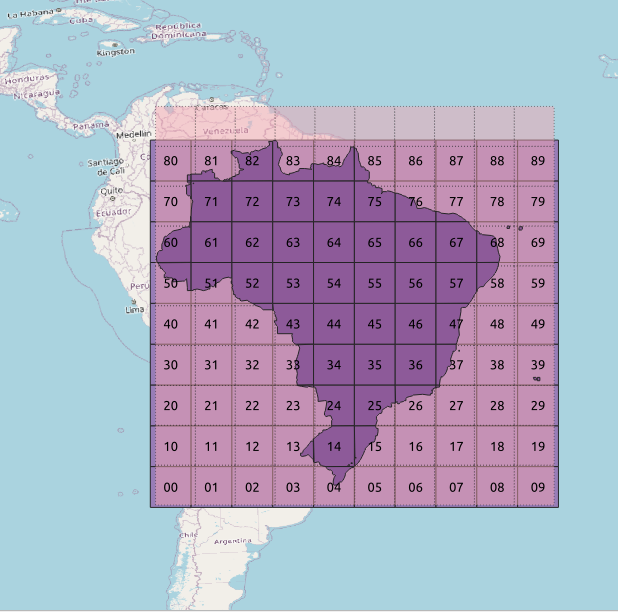 La Habana
Cuba
República
Dominicana
Kingston
Honduras
Nicaragua
Caracas
Panamá
Medellín
Venezuela
Santiago
de Cali
Quito
Ecuador
Lima
80 81 82 83 84 85 86 87 88 89
70 71 72 73 74 75 76 77 78 79
60 61 62 63 64 65 66 67 68 69
50 51 52 53 54 55 56 57 58 59
40 41 42 43 44 45 46 47 48 49
30 31 32 33 34 35 36 37 38 39
20 21 22 23 24 25 26 27 28 29
10 11 12 13 14 15 16 17 18 19
00 01 02 03 04 05 06 07 08 09
Chile
Argentina